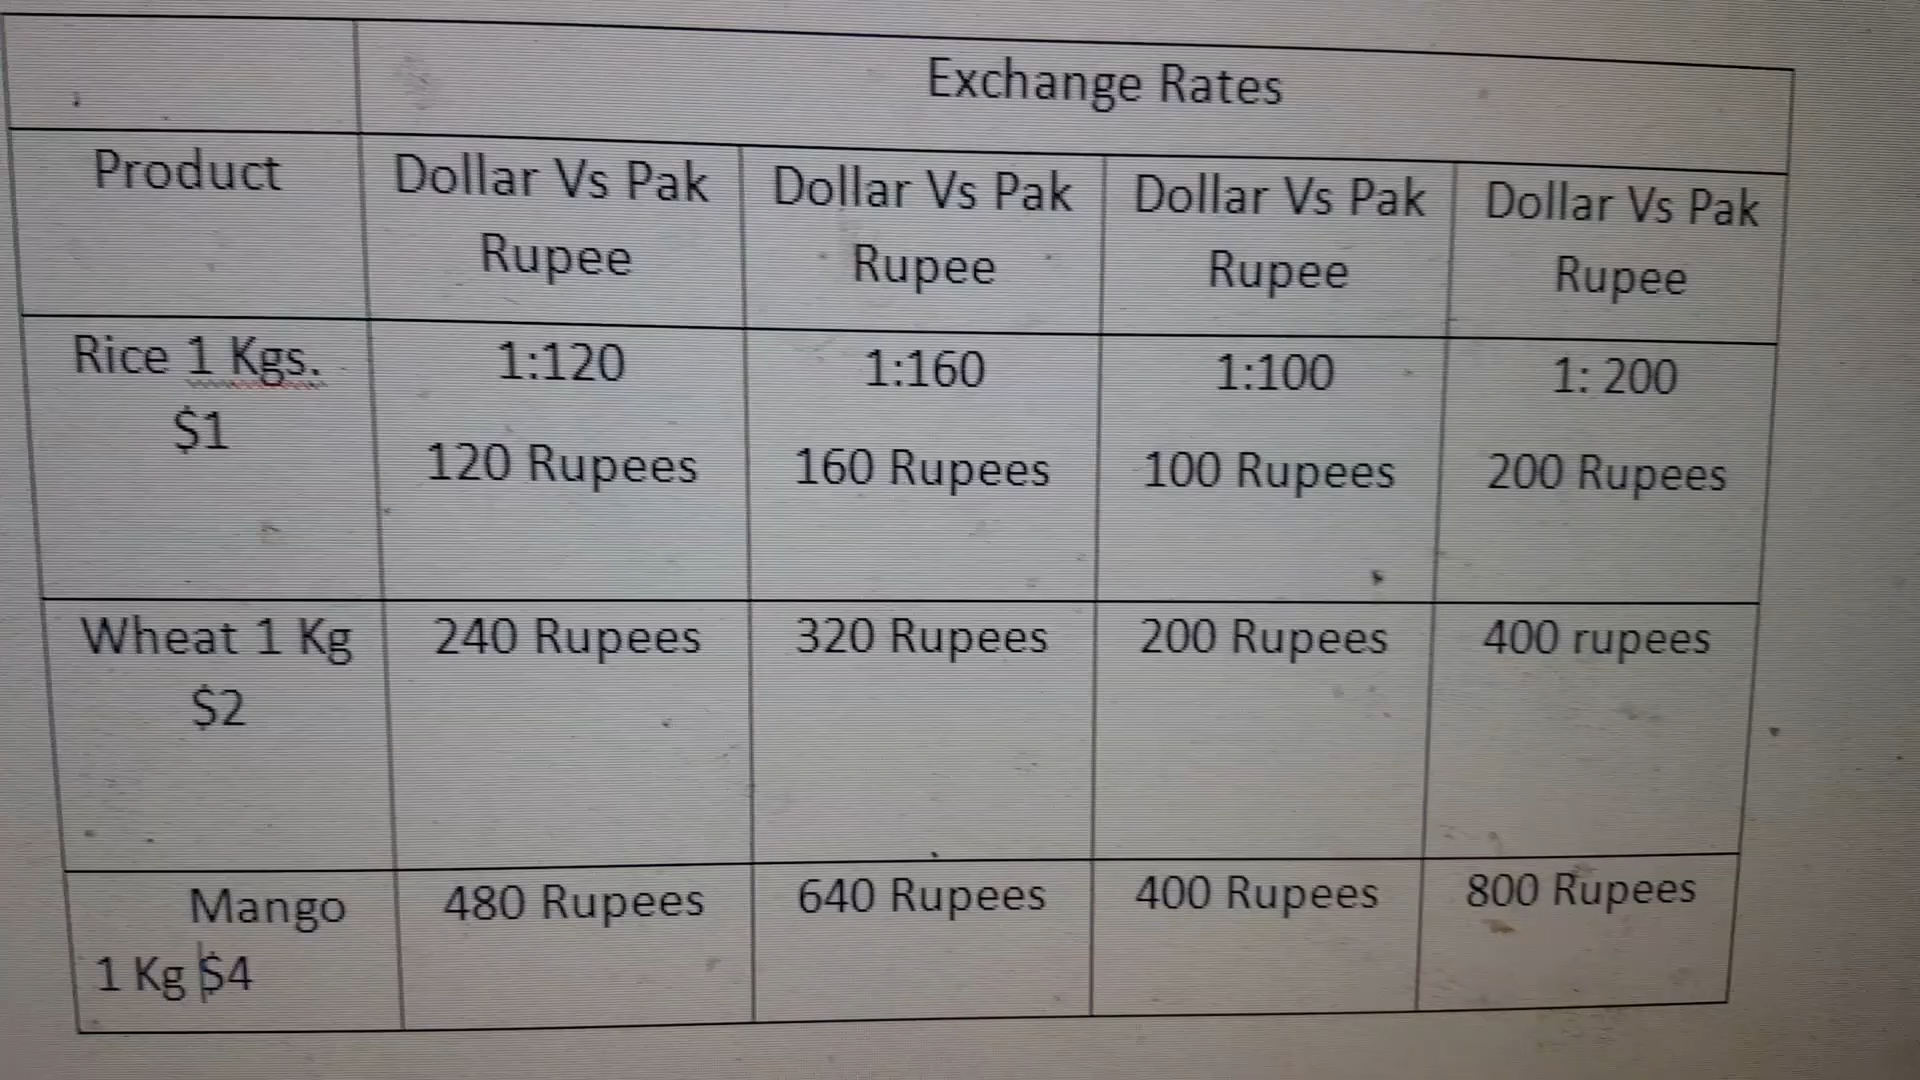 Exchange Rates
Product
Dollar Vs Pak
Rupee
Dollar Vs Pak
Rupee
Dollar Vs Pak
Rupee
Dollar Vs Pak
Rupee
Rice 1 Kgs.
$1
1:120
120 Rupees
1:160
160 Rupees
1:100
100 Rupees
1: 200
200 Rupees
Wheat 1 Kg
$2
240 Rupees
320 Rupees
200 Rupees
400 rupees
Mango
1 Kg $4
480 Rupees
640 Rupees
400 Rupees
800 Rupees